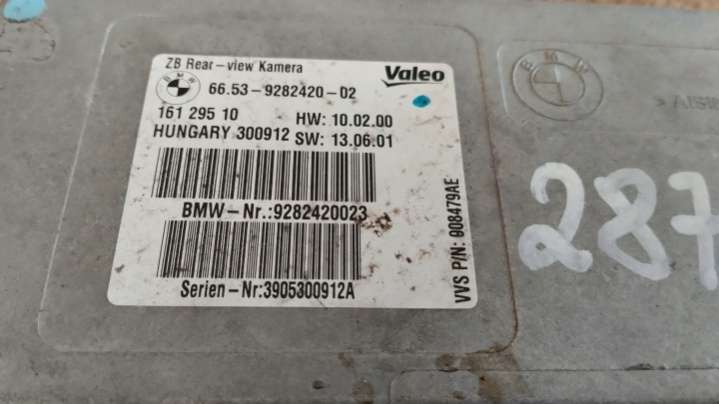 ZB Rear-view Kamera
Valeo
BMW
66.53-9282420-02
161 295 10 HW: 10.02.00
HUNGARY 300912 SW: 13.06.01
BMW-Nr.:9282420023
Serien-Nr:3905300912A
VVS P/N: 908479AE
BMW
287